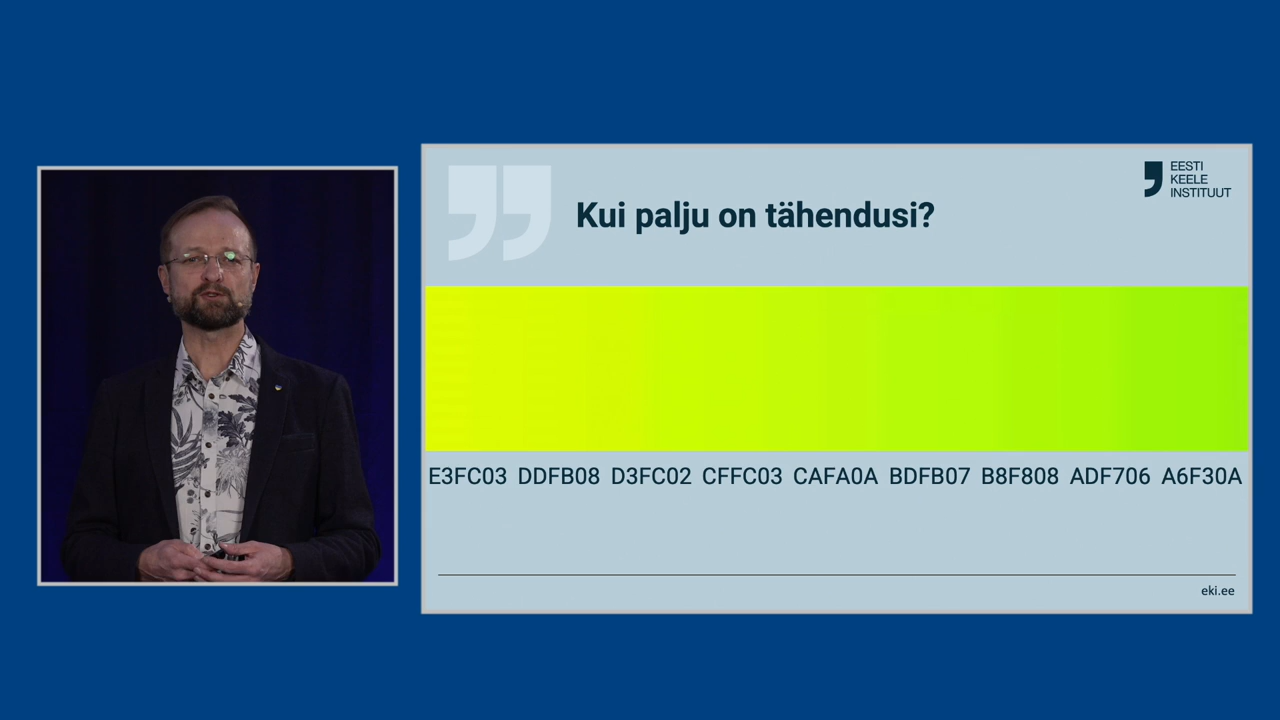 EESTI
KEELE
INSTITUUT
Kui palju on tähendusi?
E3FC03 DDFB08 D3FC02 CFFC03 CAFA0A BDFB07 B8F808 ADF706 A6F30A
eki.ee